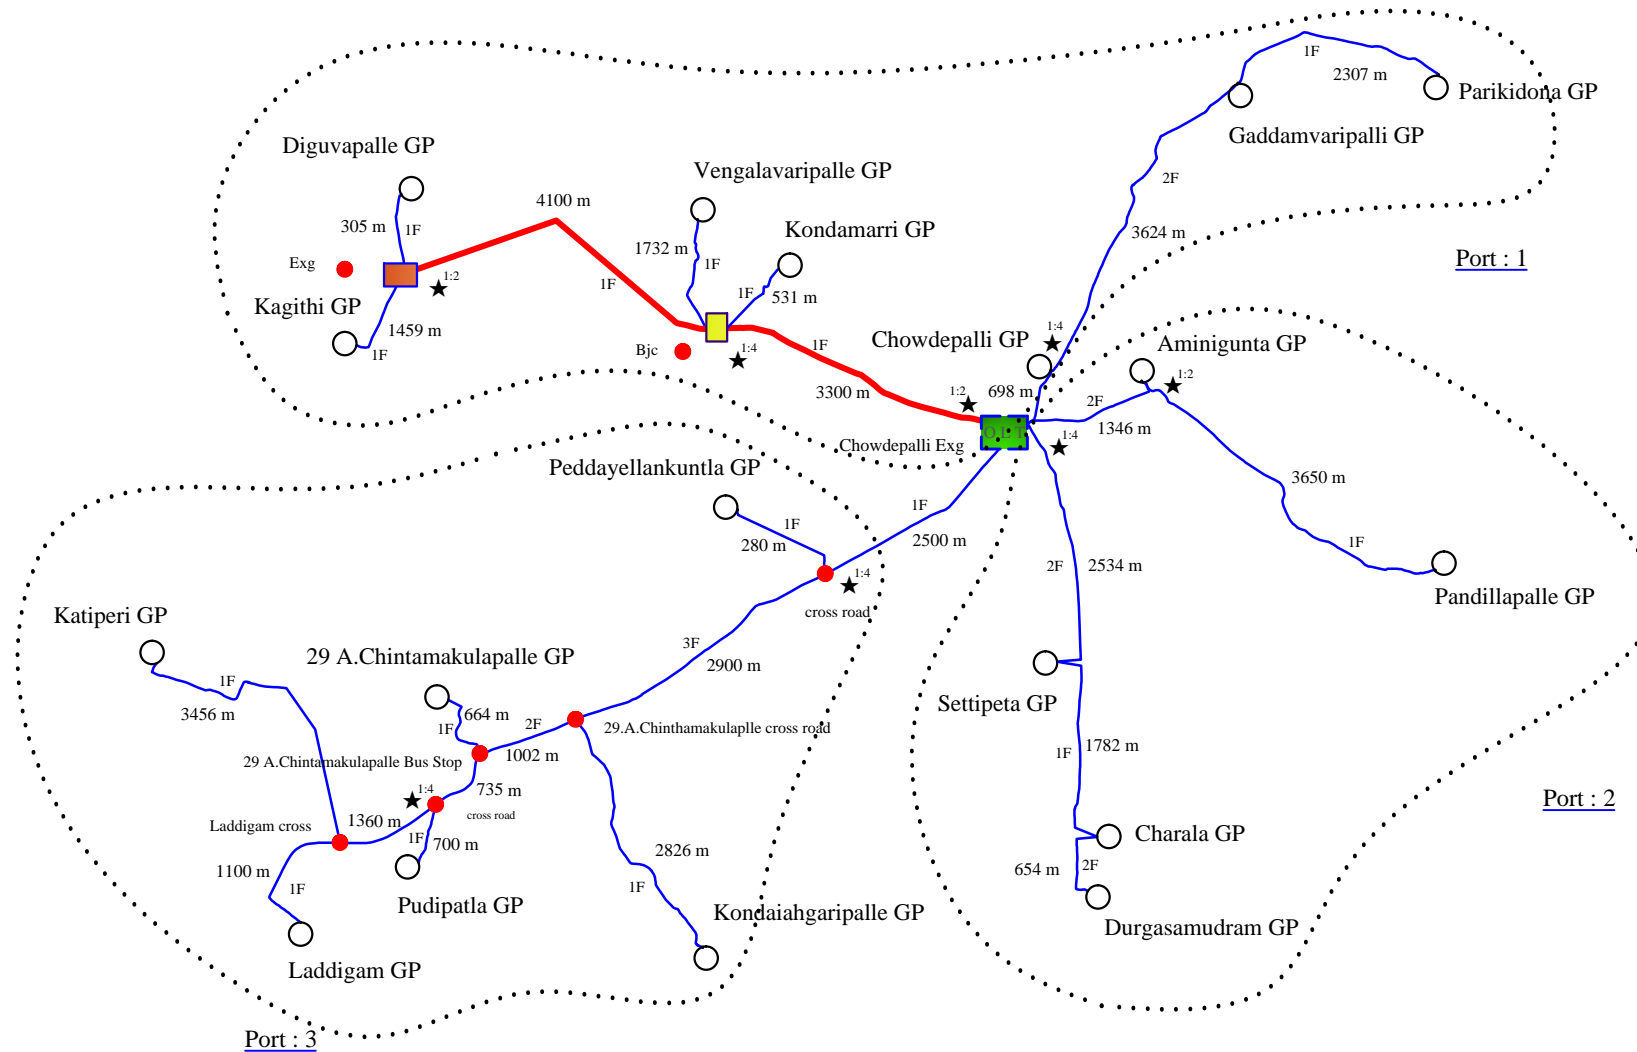 1F
2307 m
Parikidona GP
Gaddamvaripalli GP
Diguvapalle GP
Vengalavaripalle GP
2F
4100 m
305 m
1F
Kondamarri GP
3624 m
1732 m
Port : 1
Exg
1:2
1F
1F
1F
531 m
Kagithi GP
1459 m
1F
Bjc
1:4
1F
3300 m
Chowdepalli GP
1:4
Aminigunta GP
1:2
698 m
1:2
2F
1346 m
O.L.T
Chowdepalli Exg
1:4
Peddayellankuntla GP
3650 m
1F
280 m
1F
2500 m
1F
2F
2534 m
1:4
cross road
Pandillapalle GP
Katiperi GP
29 A.Chintamakulapalle GP
3F
2900 m
1F
3456 m
664 m
1F
2F
1002 m
29.A.Chinthamakulaplle cross road
Settipeta GP
29 A.Chintamakulapalle Bus Stop
1F
1782 m
735 m
1:4
Port : 2
Laddigam cross
1360 m
cross road
1F
700 m
Charala GP
1100 m
1F
2826 m
1F
654 m
2F
Pudipatla GP
Kondaiahgaripalle GP
Durgasamudram GP
Laddigam GP
Port : 3